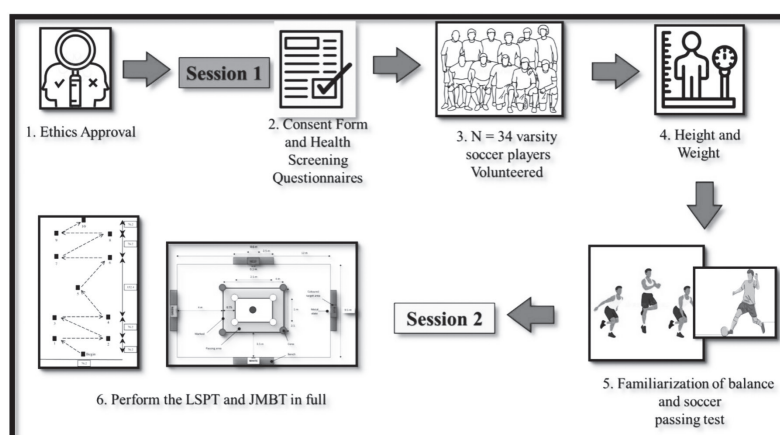 Session 1
1. Ethics Approval
2. Consent Form
and Health
Screening
Questionnaires
3. N = 34 varsity
soccer players
Volunteered
4. Height and
Weight
Session 2
5. Familiarization of balance
and soccer
passing test
6. Perform the LSPT and JMBT in full